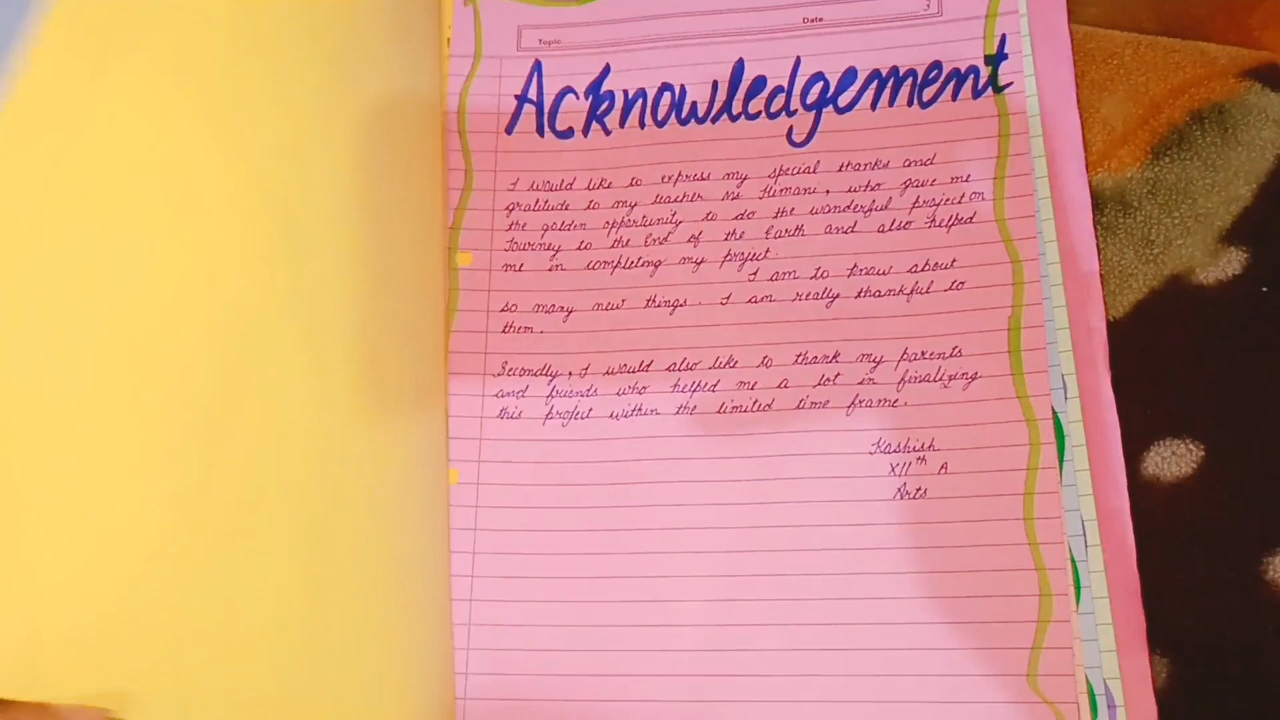 Date 3
Topic
Acknowledgement
I would like to express my special thanks and
gratitude to my teacher Ms. Himani, who gave me
the golden opportunity to do the wonderful project on
Journey to the End of the Earth and also helped
me in completing my project.
I am to know about
so many new things. I am really thankful to
them.
Secondly, I would also like to thank my parents
and friends who helped me a lot in finalizing
this project within the limited time frame.
Kashish
XIIth A
Arts